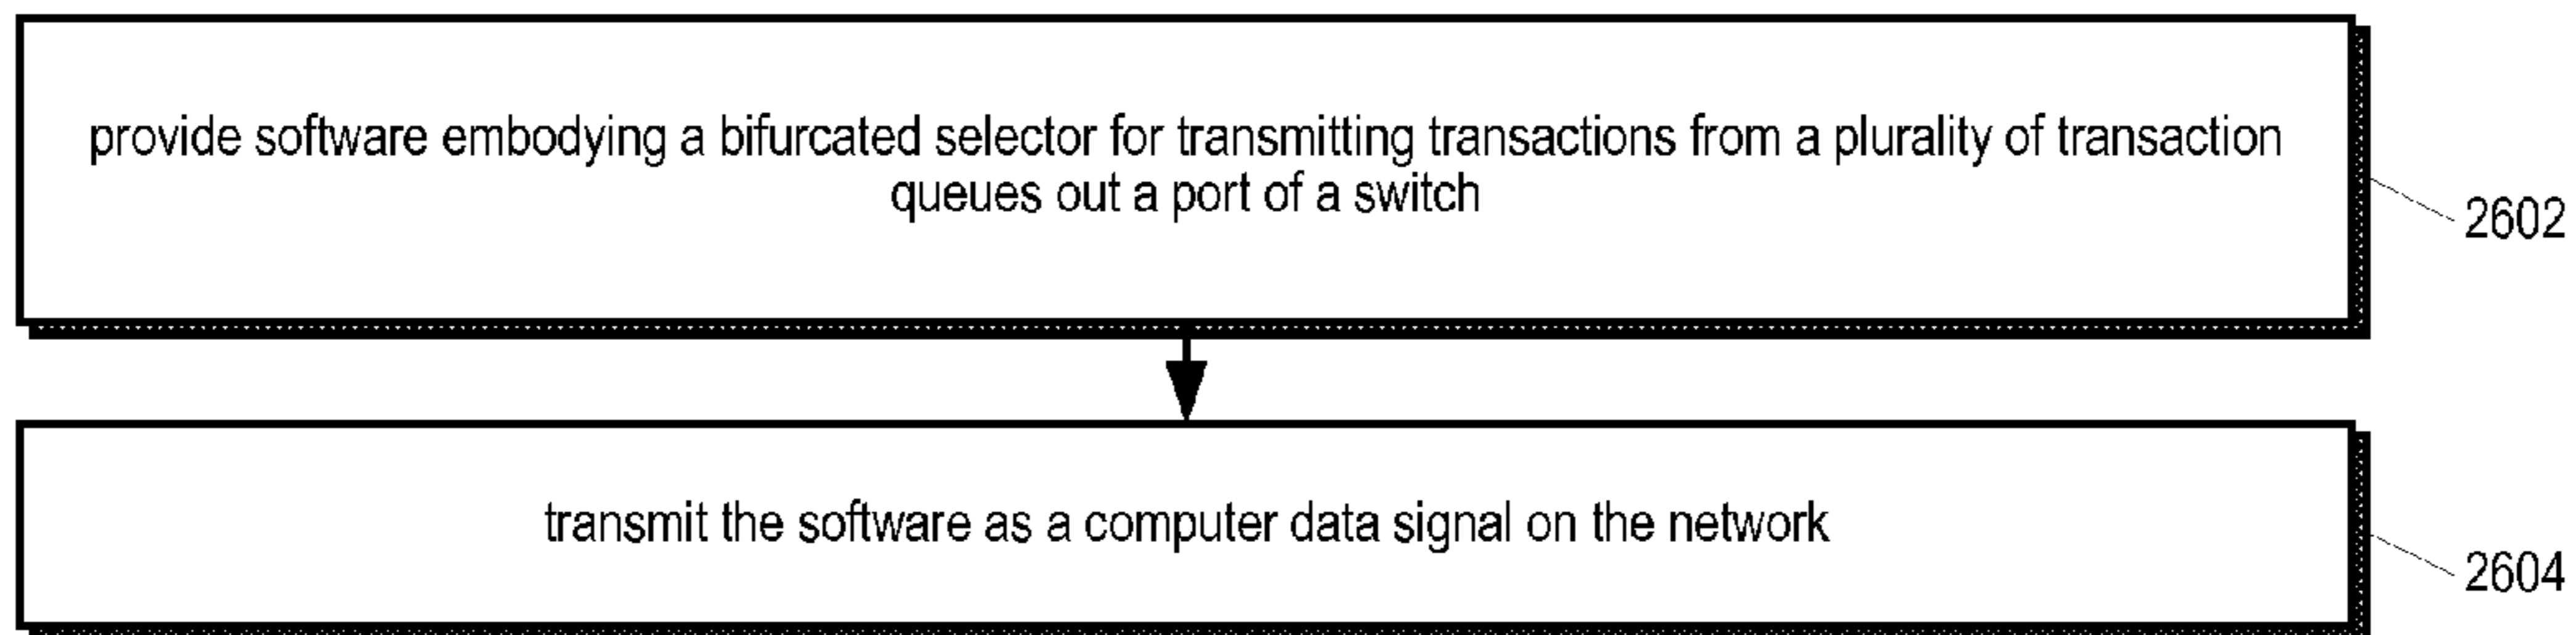 provide software embodying a bifurcated selector for transmitting transactions from a plurality of transaction
queues out a port of a switch
2602
transmit the software as a computer data signal on the network
2604